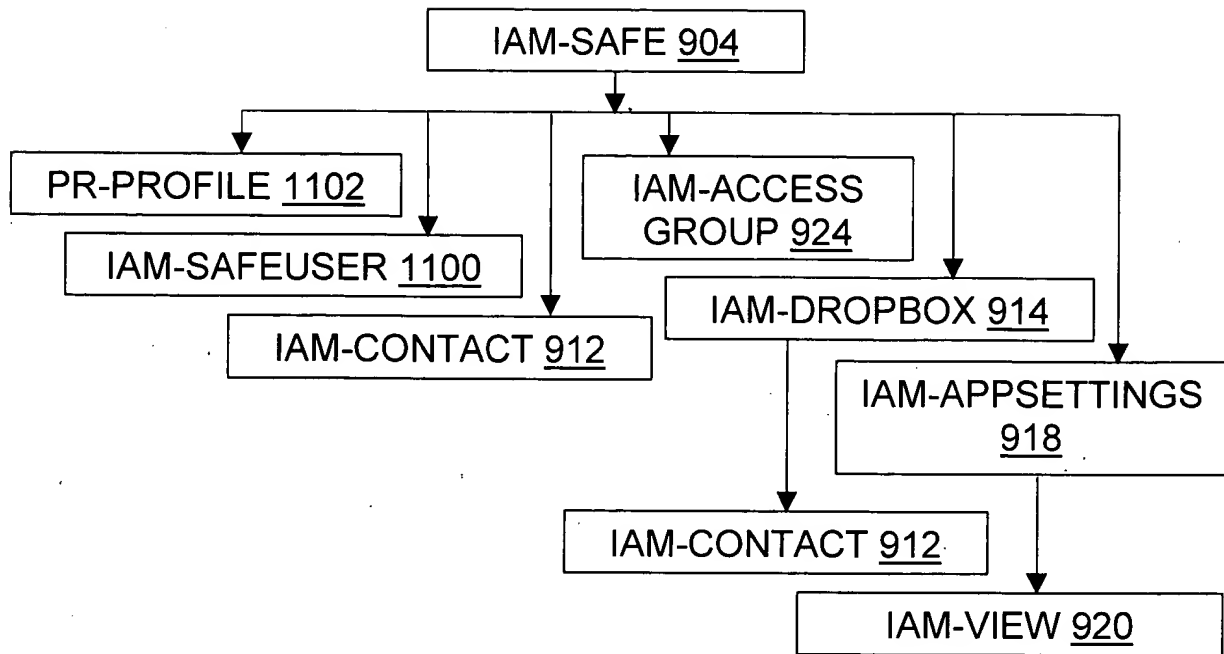 IAM-SAFE 904
PR-PROFILE 1102
IAM-ACCESS
GROUP 924
IAM-SAFEUSER 1100
IAM-DROPBOX 914
IAM-CONTACT 912
IAM-APPSETTINGS
918
IAM-CONTACT 912
IAM-VIEW 920